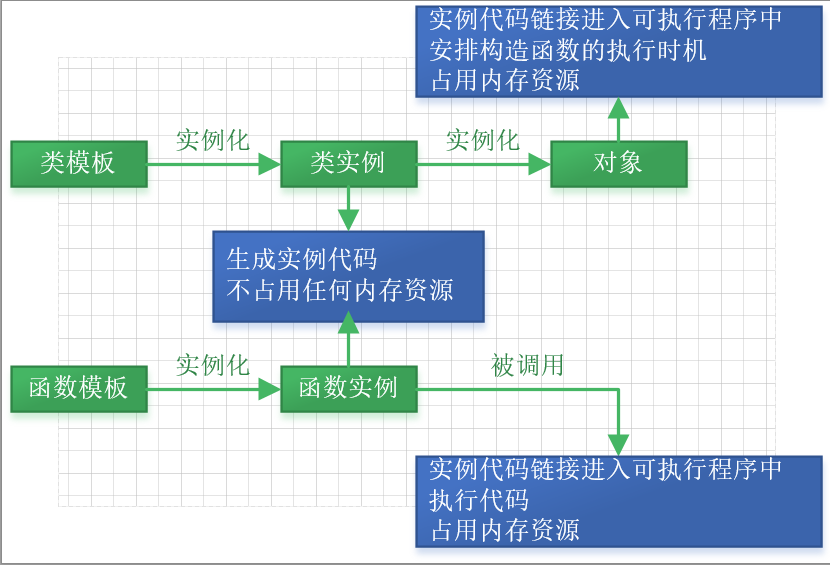 实例代码链接进入可执行程序中
安排构造函数的执行时机
占用内存资源
实例化
实例化
类模板
类实例
对象
生成实例代码
不占用任何内存资源
实例化
被调用
函数模板
函数实例
实例代码链接进入可执行程序中
执行代码
占用内存资源